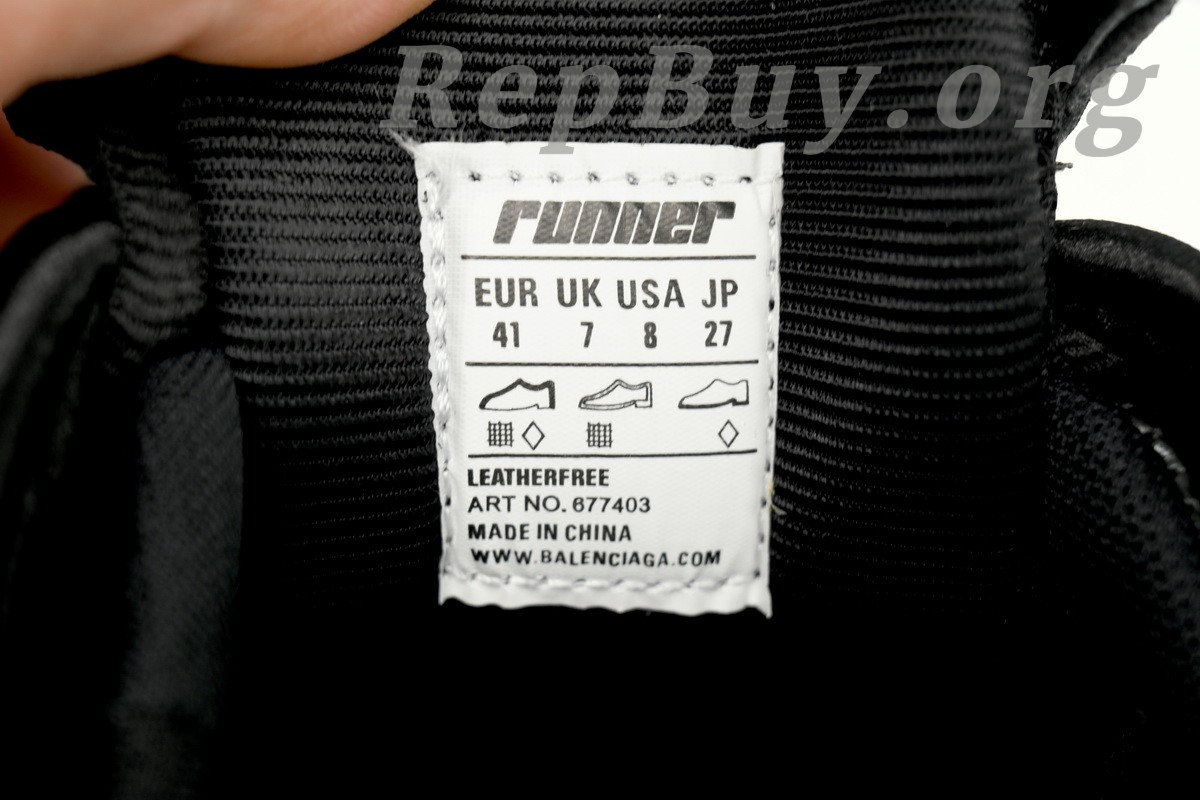 RepBuy.org
runner
EUR UK USA JP
41 7 8 27
LEATHERFREE
ART NO. 677403
MADE IN CHINA
WWW.BALENCIAGA.COM